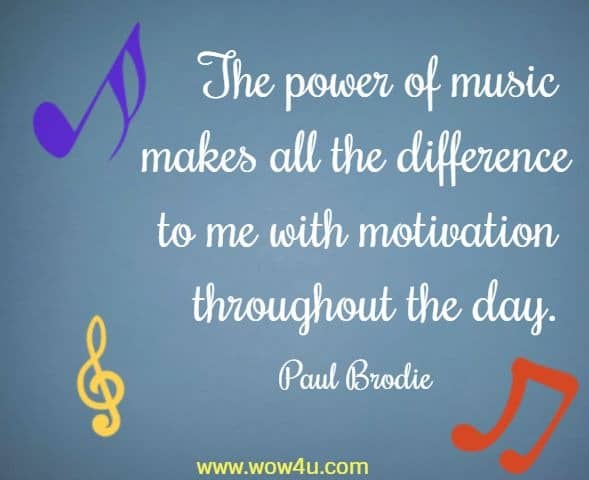 The power of music
makes all the difference
to me with motivation
throughout the day.
Paul Brodie
www.wow4u.com